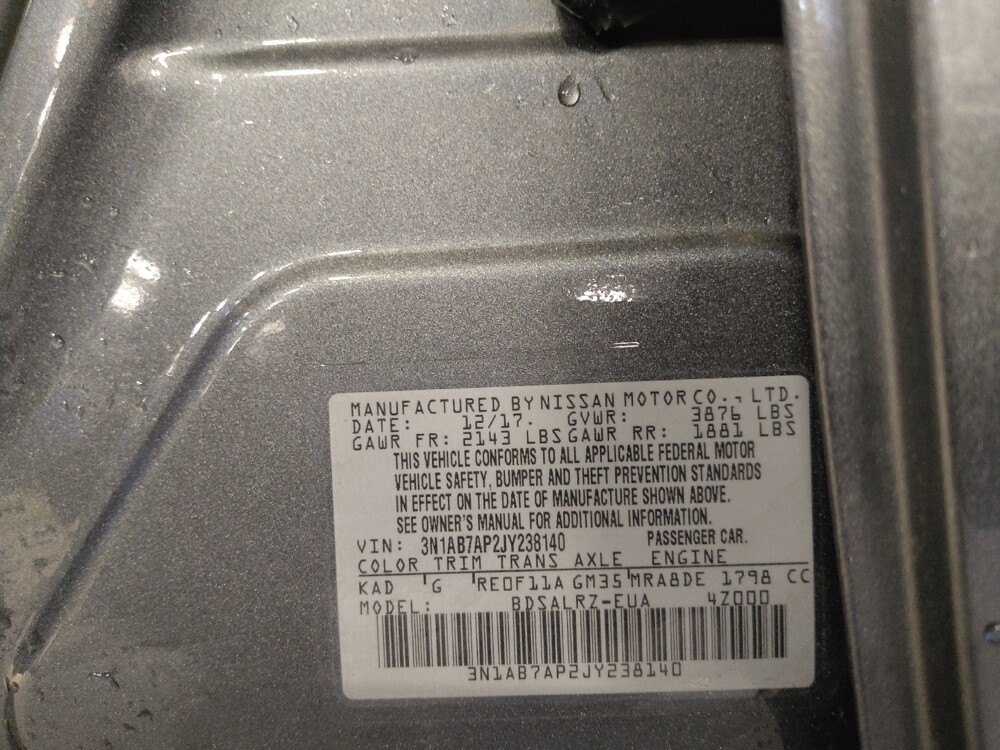 MANUFACTURED BY NISSAN MOTOR CO., LTD.
DATE: 12/17. GVWR: 3876 LBS
GAWR FR: 2143 LBS GAWR RR: 1881 LBS
THIS VEHICLE CONFORMS TO ALL APPLICABLE FEDERAL MOTOR
VEHICLE SAFETY, BUMPER AND THEFT PREVENTION STANDARDS
IN EFFECT ON THE DATE OF MANUFACTURE SHOWN ABOVE.
SEE OWNER'S MANUAL FOR ADDITIONAL INFORMATION.
VIN: 3N1AB7AP2JY238140 PASSENGER CAR.
COLOR TRIM TRANS AXLE ENGINE
KAD G RE0F11A GM35 MRA8DE 1798 CC
MODEL: BDSALRZ-EUA 4Z000
3N1AB7AP2JY238140